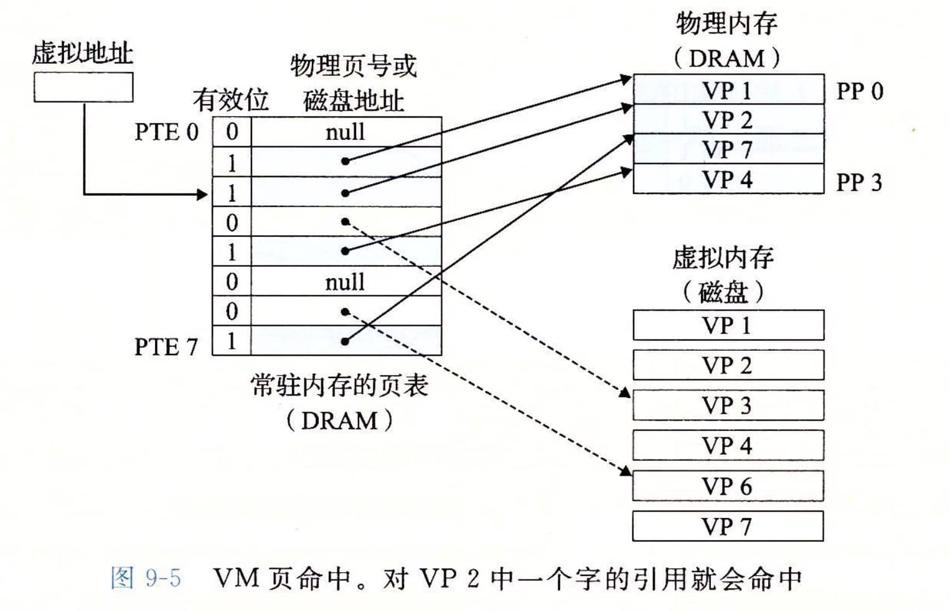 虚拟地址
物理页号或
磁盘地址
有效位
PTE 0 0 null
1
1
0
1
0 null
0
PTE 7 1
常驻内存的页表
（DRAM）
物理内存
（DRAM）
VP 1 PP 0
VP 2
VP 7
VP 4 PP 3
虚拟内存
（磁盘）
VP 1
VP 2
VP 3
VP 4
VP 6
VP 7
图 9-5 VM 页命中。对 VP 2 中一个字的引用就会命中